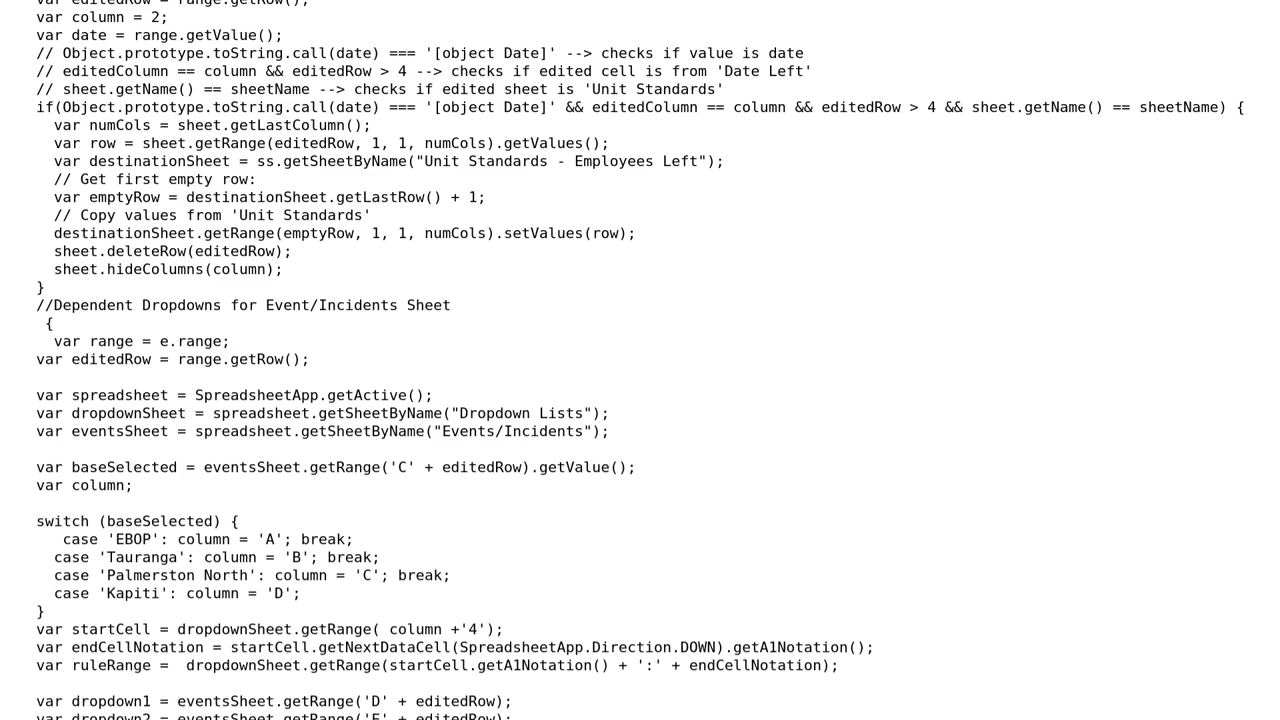 var editedRow = range.getRow();
var column = 2;
var date = range.getValue();
// Object.prototype.toString.call(date) === '[object Date]' --> checks if value is date
// editedColumn == column && editedRow > 4 --> checks if edited cell is from 'Date Left'
// sheet.getName() == sheetName --> checks if edited sheet is 'Unit Standards'
if(Object.prototype.toString.call(date) === '[object Date]' && editedColumn == column && editedRow > 4 && sheet.getName() == sheetName) {
  var numCols = sheet.getLastColumn();
  var row = sheet.getRange(editedRow, 1, 1, numCols).getValues();
  var destinationSheet = ss.getSheetByName("Unit Standards - Employees Left");
  // Get first empty row:
  var emptyRow = destinationSheet.getLastRow() + 1;
  // Copy values from 'Unit Standards'
  destinationSheet.getRange(emptyRow, 1, 1, numCols).setValues(row);
  sheet.deleteRow(editedRow);
  sheet.hideColumns(column);
}
//Dependent Dropdowns for Event/Incidents Sheet
 {
  var range = e.range;
var editedRow = range.getRow();

var spreadsheet = SpreadsheetApp.getActive();
var dropdownSheet = spreadsheet.getSheetByName("Dropdown Lists");
var eventsSheet = spreadsheet.getSheetByName("Events/Incidents");

var baseSelected = eventsSheet.getRange('C' + editedRow).getValue();
var column;

switch (baseSelected) {
   case 'EBOP': column = 'A'; break;
  case 'Tauranga': column = 'B'; break;
  case 'Palmerston North': column = 'C'; break;
  case 'Kapiti': column = 'D';
}
var startCell = dropdownSheet.getRange( column +'4');
var endCellNotation = startCell.getNextDataCell(SpreadsheetApp.Direction.DOWN).getA1Notation();
var ruleRange =  dropdownSheet.getRange(startCell.getA1Notation() + ':' + endCellNotation);

var dropdown1 = eventsSheet.getRange('D' + editedRow);
var dropdown2 = eventsSheet.getRange('E' + editedRow);